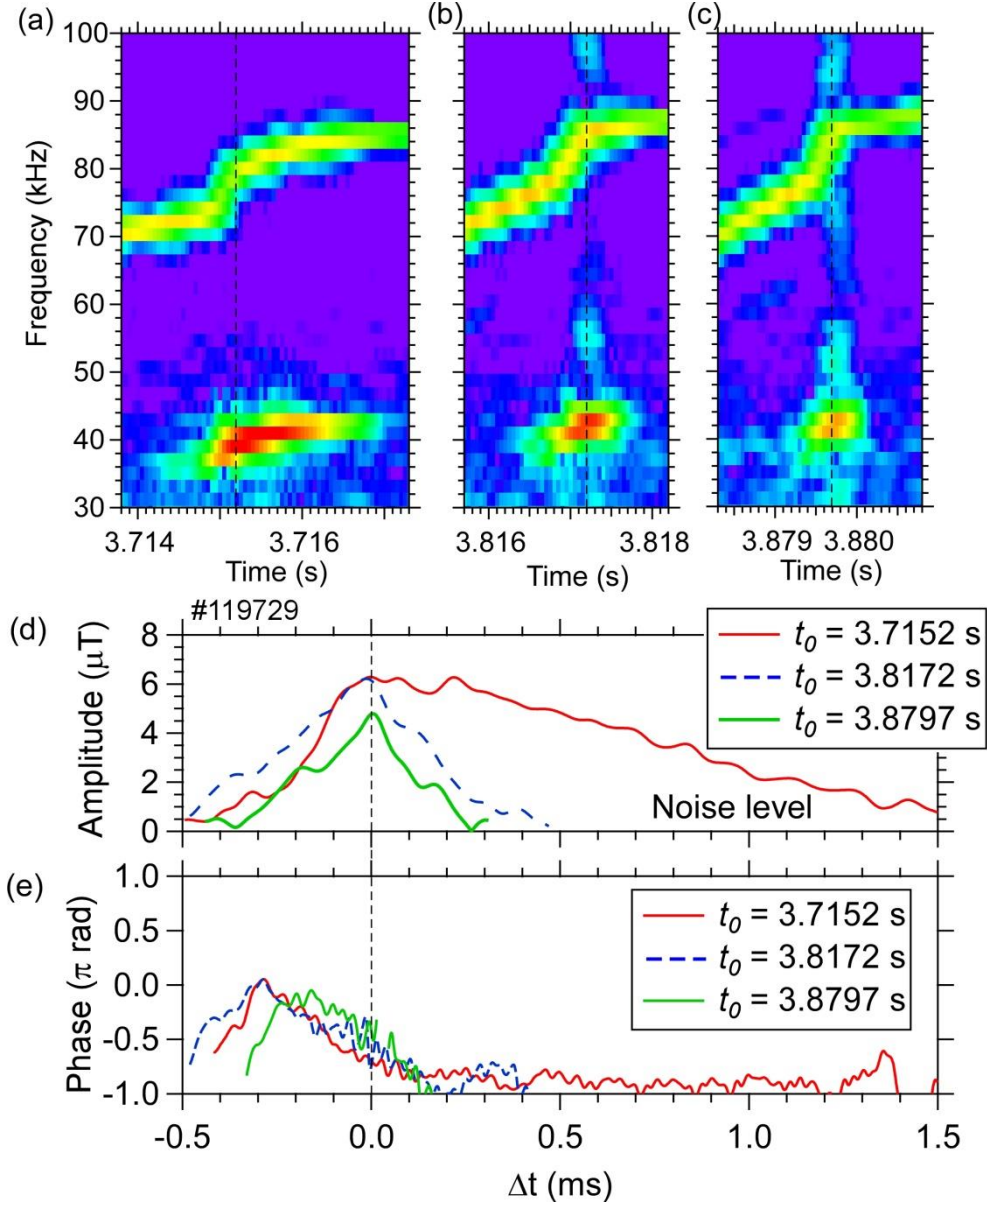 (a)
(b)
(c)
Frequency (kHz)
100
90
80
70
60
50
40
30
3.714
3.716
3.816
3.818
3.879
3.880
Time (s)
Time (s)
Time (s)
(d)
#119729
Amplitude (μT)
8
6
4
2
0
t0 = 3.7152 s
t0 = 3.8172 s
t0 = 3.8797 s
Noise level
(e)
Phase (π rad)
1.0
0.5
0.0
-0.5
-1.0
t0 = 3.7152 s
t0 = 3.8172 s
t0 = 3.8797 s
-0.5
0.0
0.5
1.0
1.5
Δt (ms)